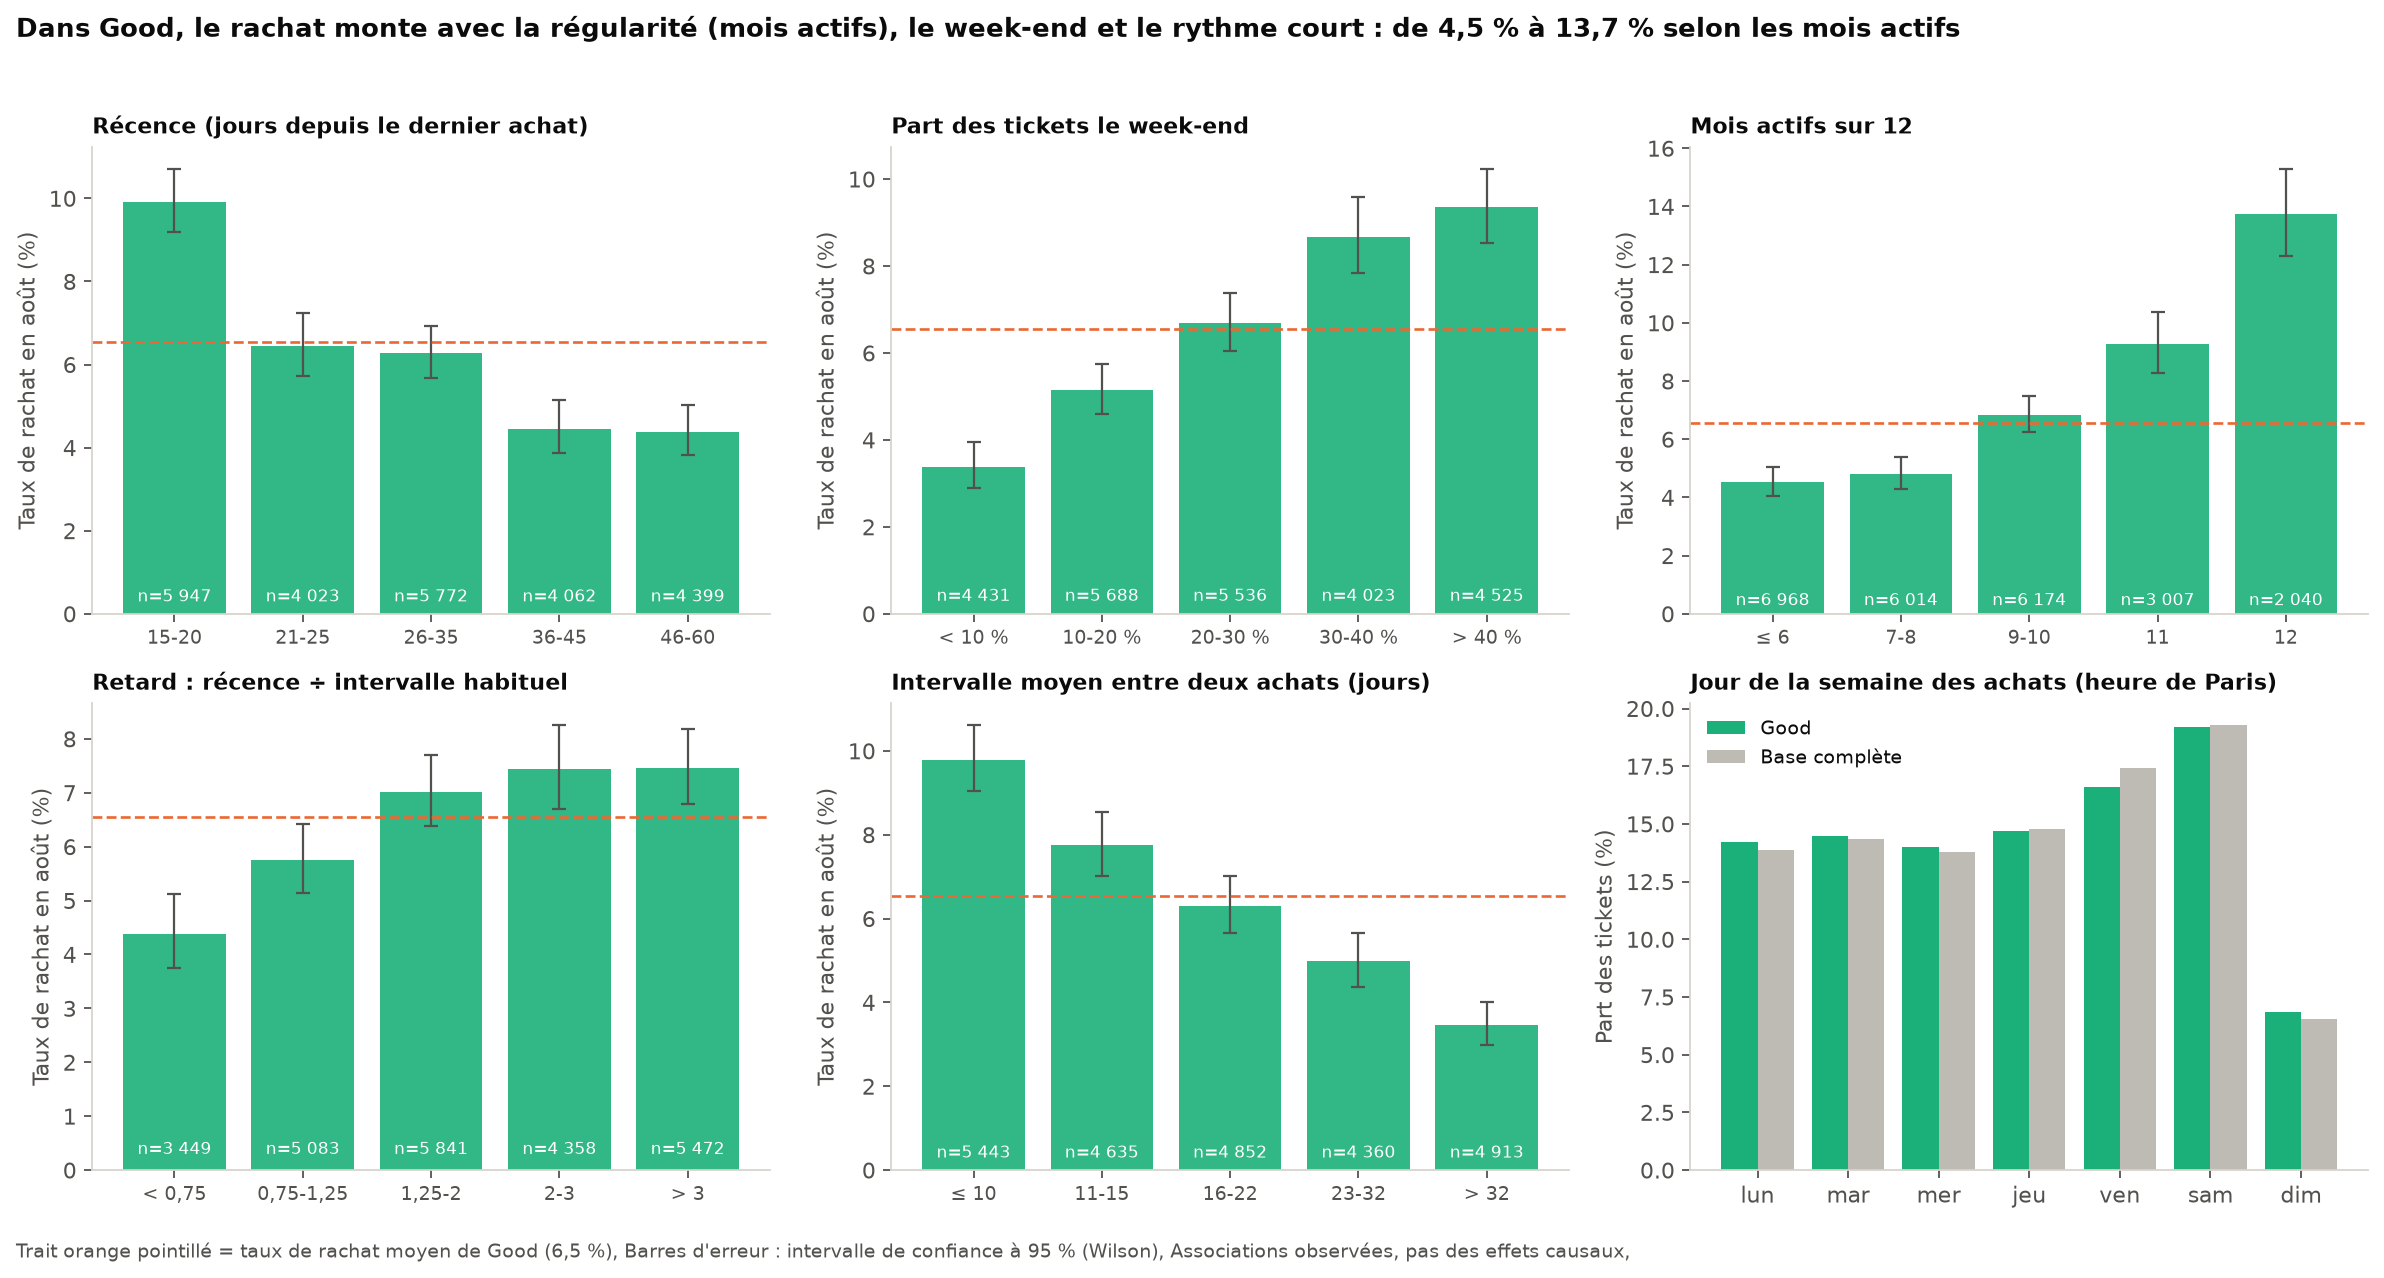 Dans Good, le rachat monte avec la régularité (mois actifs), le week-end et le rythme court : de 4,5 % à 13,7 % selon les mois actifs
Récence (jours depuis le dernier achat)
Taux de rachat en août (%)
10
8
6
4
2
0
n=5 947
n=4 023
n=5 772
n=4 062
n=4 399
15-20
21-25
26-35
36-45
46-60
Part des tickets le week-end
Taux de rachat en août (%)
10
8
6
4
2
0
n=4 431
n=5 688
n=5 536
n=4 023
n=4 525
< 10 %
10-20 %
20-30 %
30-40 %
> 40 %
Mois actifs sur 12
Taux de rachat en août (%)
16
14
12
10
8
6
4
2
0
n=6 968
n=6 014
n=6 174
n=3 007
n=2 040
≤ 6
7-8
9-10
11
12
Retard : récence ÷ intervalle habituel
Taux de rachat en août (%)
8
7
6
5
4
3
2
1
0
n=3 449
n=5 083
n=5 841
n=4 358
n=5 472
< 0,75
0,75-1,25
1,25-2
2-3
> 3
Intervalle moyen entre deux achats (jours)
Taux de rachat en août (%)
10
8
6
4
2
0
n=5 443
n=4 635
n=4 852
n=4 360
n=4 913
≤ 10
11-15
16-22
23-32
> 32
Jour de la semaine des achats (heure de Paris)
Part des tickets (%)
20.0
17.5
15.0
12.5
10.0
7.5
5.0
2.5
0.0
Good
Base complète
lun
mar
mer
jeu
ven
sam
dim
Trait orange pointillé = taux de rachat moyen de Good (6,5 %), Barres d'erreur : intervalle de confiance à 95 % (Wilson), Associations observées, pas des effets causaux,